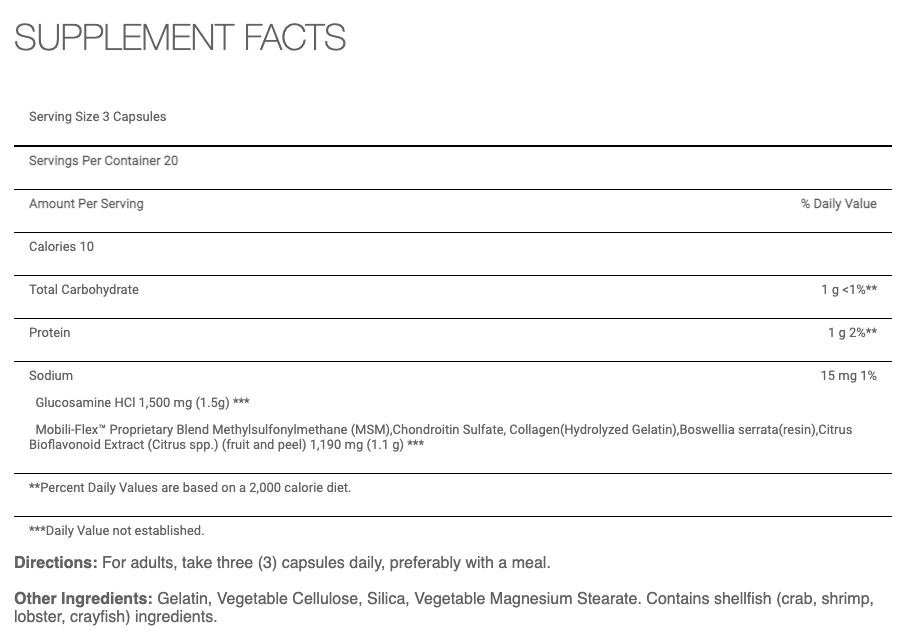 SUPPLEMENT FACTS
Serving Size 3 Capsules
Servings Per Container 20
Amount Per Serving % Daily Value
Calories 10
Total Carbohydrate 1 g <1%**
Protein 1 g 2%**
Sodium 15 mg 1%
Glucosamine HCl 1,500 mg (1.5g) ***
Mobili-Flex™ Proprietary Blend Methylsulfonylmethane (MSM),Chondroitin Sulfate, Collagen(Hydrolyzed Gelatin),Boswellia serrata(resin),Citrus
Bioflavonoid Extract (Citrus spp.) (fruit and peel) 1,190 mg (1.1 g) ***
**Percent Daily Values are based on a 2,000 calorie diet.
***Daily Value not established.
Directions: For adults, take three (3) capsules daily, preferably with a meal.
Other Ingredients: Gelatin, Vegetable Cellulose, Silica, Vegetable Magnesium Stearate. Contains shellfish (crab, shrimp,
lobster, crayfish) ingredients.